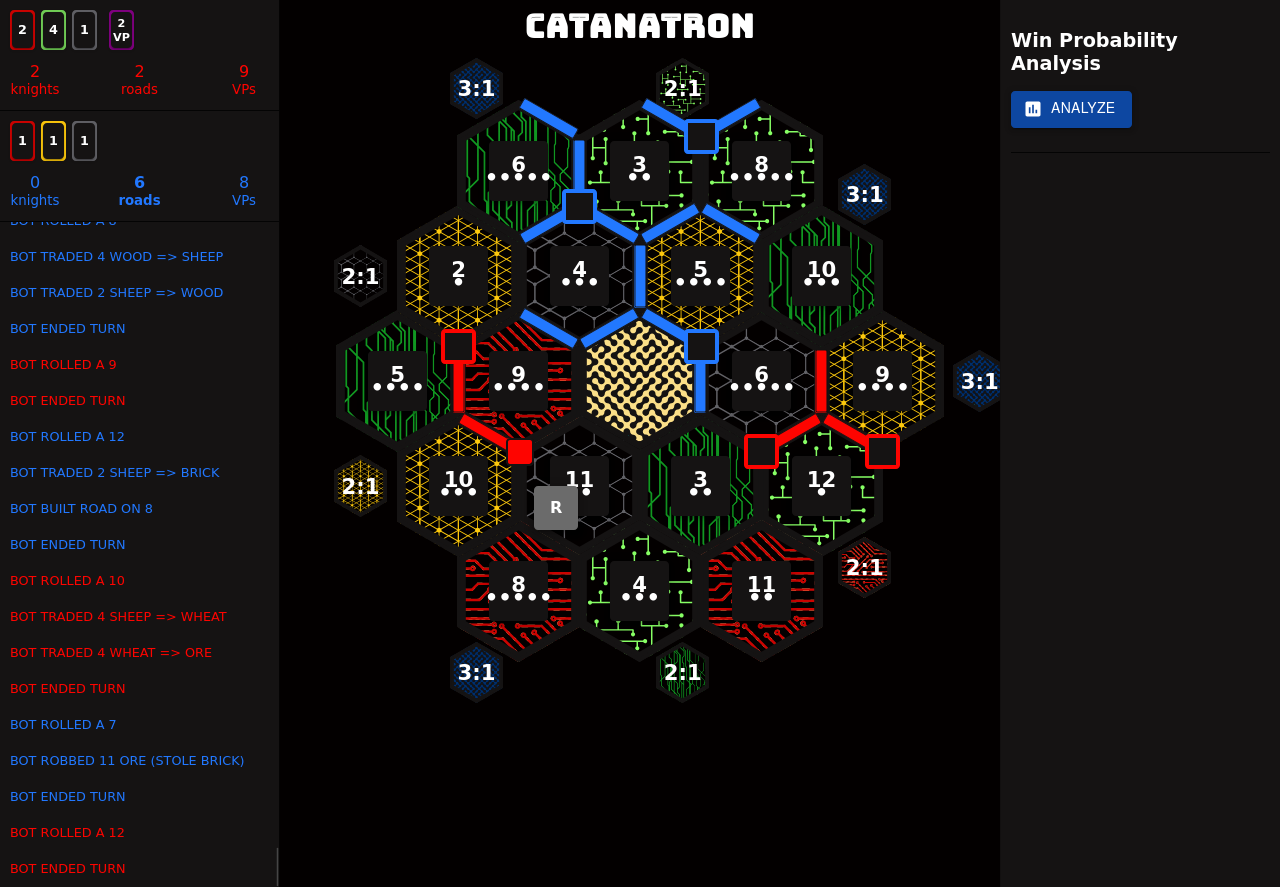 2 4 1 2
VP
2 2 9
knights roads VPs
1 1 1
0 6 8
knights roads VPs
BOT TRADED 4 WOOD => SHEEP
BOT TRADED 2 SHEEP => WOOD
BOT ENDED TURN
BOT ROLLED A 9
BOT ENDED TURN
BOT ROLLED A 12
BOT TRADED 2 SHEEP => BRICK
BOT BUILT ROAD ON 8
BOT ENDED TURN
BOT ROLLED A 10
BOT TRADED 4 SHEEP => WHEAT
BOT TRADED 4 WHEAT => ORE
BOT ENDED TURN
BOT ROLLED A 7
BOT ROBBED 11 ORE (STOLE BRICK)
BOT ENDED TURN
BOT ROLLED A 12
BOT ENDED TURN
CATANATRON
3:1 2:1
6 3 8
3:1
2:1 2 4 5 10
5 9 6 9 3:1
2:1 10 11 3 12
R
2:1
8 4 11
3:1 2:1
Win Probability
Analysis
ANALYZE